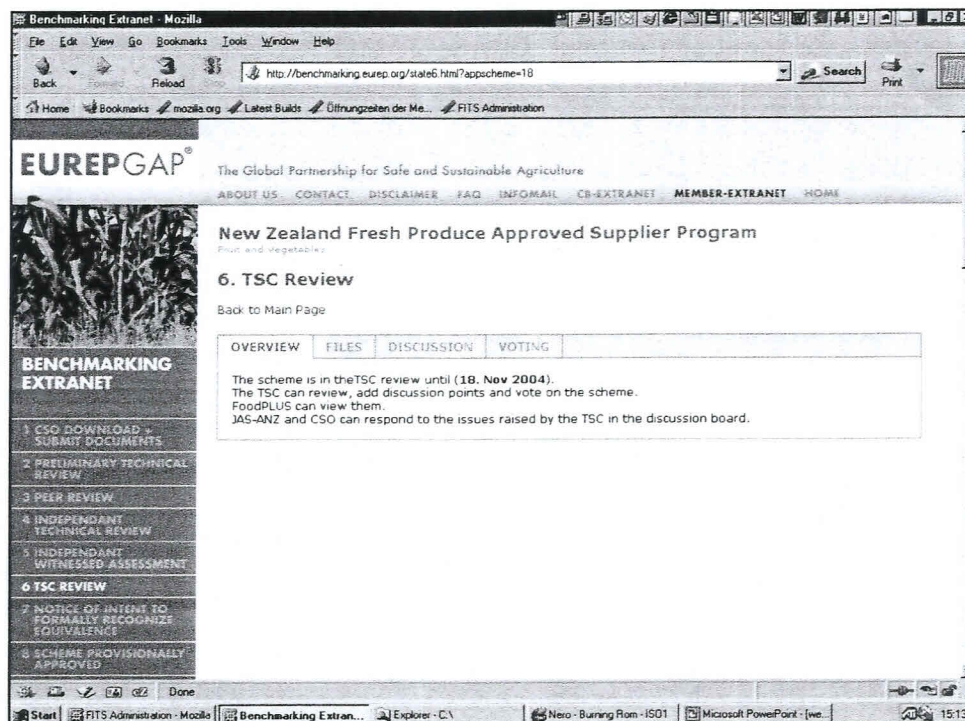 Benchmarking Extranet - Mozilla
File Edit View Go Bookmarks Tools Window Help
Back Forward Reload Stop http://benchmarking.eurep.org/state6.html?appscheme=18 Search Print
Home Bookmarks mozilla.org Latest Builds Öffnungszeiten der Me... FITS Administration
EUREPGAP® The Global Partnership for Safe and Sustainable Agriculture
ABOUT US CONTACT DISCLAIMER FAQ INFOMAIL CB-EXTRANET MEMBER-EXTRANET HOME
New Zealand Fresh Produce Approved Supplier Program
Fruit and Vegetables
6. TSC Review
Back to Main Page
OVERVIEW FILES DISCUSSION VOTING
The scheme is in theTSC review until (18. Nov 2004).
The TSC can review, add discussion points and vote on the scheme.
FoodPLUS can view them.
JAS-ANZ and CSO can respond to the issues raised by the TSC in the discussion board.
BENCHMARKING
EXTRANET
1 CSO DOWNLOAD +
SUBMIT DOCUMENTS
2 PRELIMINARY TECHNICAL
REVIEW
3 PEER REVIEW
4 INDEPENDANT
TECHNICAL REVIEW
5 INDEPENDANT
WITNESSED ASSESSMENT
6 TSC REVIEW
7 NOTICE OF INTENT TO
FORMALLY RECOGNIZE
EQUIVALENCE
8 SCHEME PROVISIONALLY
APPROVED
Done
Start FITS Administration - Mozilla Benchmarking Extran... Explorer - C:\ Nero - Burning Rom - ISO1 Microsoft PowerPoint - [we... 15:13